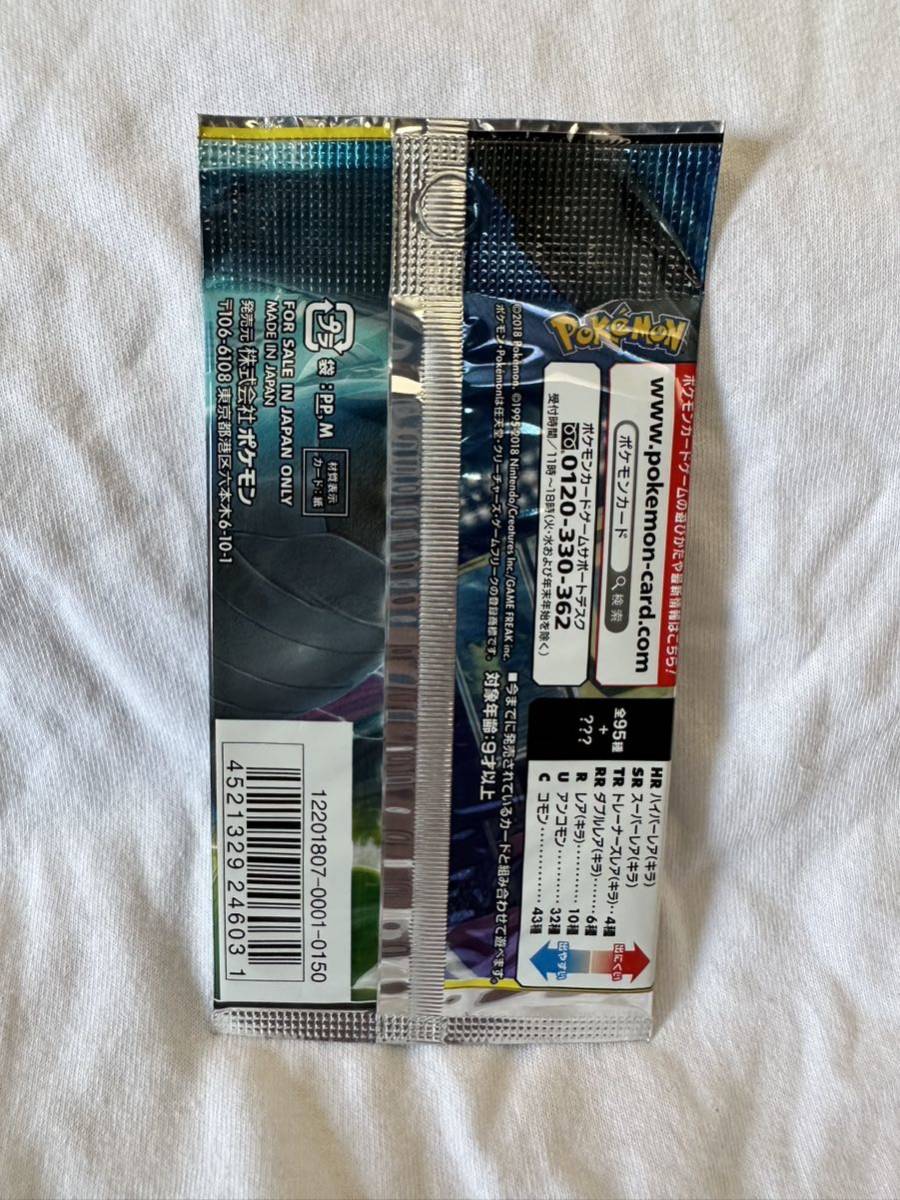 POKÉMON
ポケモンカードゲームの遊びかたや最新情報はこちら!
www.pokemon-card.com
ポケモンカード 検索
ポケモンカードゲームサポートデスク
0120-330-362
受付時間/11時~18時(火・水および年末年始を除く)
©2018 Pokémon. ©1995-2018 Nintendo/Creatures Inc./GAME FREAK inc.
ポケモン・Pokémonは任天堂・クリーチャーズ・ゲームフリークの登録商標です。
全95種
+
???
HR ハイパーレア(キラ)
SR スーパーレア(キラ)
TR トレーナーズレア(キラ)‥4種
RR ダブルレア(キラ)‥‥‥6種
R レア(キラ)‥‥‥‥‥10種
U アンコモン‥‥‥‥‥32種
C コモン‥‥‥‥‥‥43種
出にくい
出やすい
■今までに発売されているカードと組み合わせて遊べます。
対象年齢:9才以上
プラ
袋:PP, M
材質表示
カード:紙
FOR SALE IN JAPAN ONLY
MADE IN JAPAN
発売元 株式会社ポケモン
〒106-6108 東京都港区六本木6-10-1
12201807-0001-0150
4521329246031